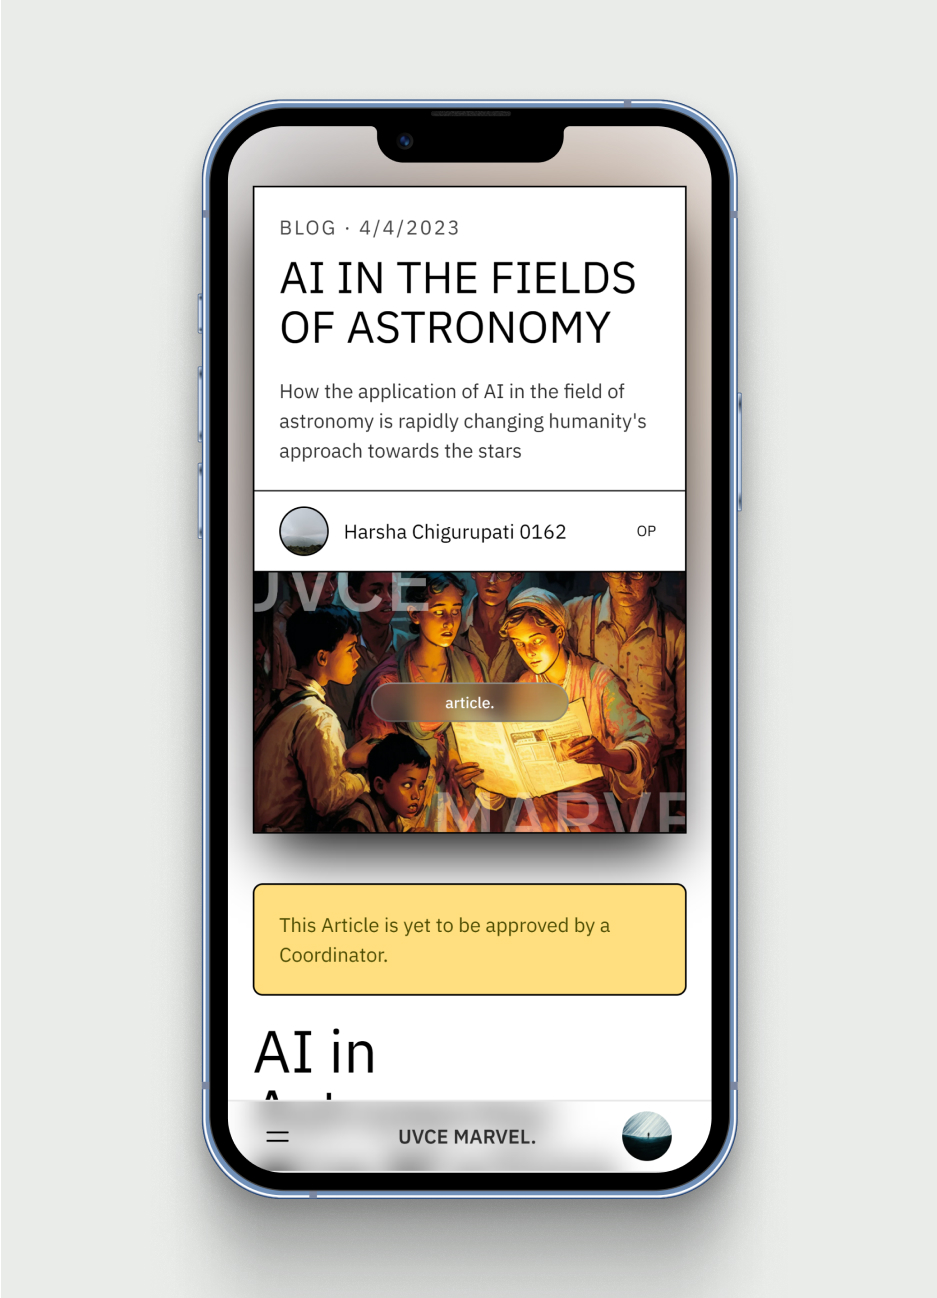 BLOG · 4/4/2023
AI IN THE FIELDS
OF ASTRONOMY
How the application of AI in the field of
astronomy is rapidly changing humanity's
approach towards the stars
Harsha Chigurupati 0162 OP
UVCE
article.
MARVE
This Article is yet to be approved by a
Coordinator.
AI in
UVCE MARVEL.